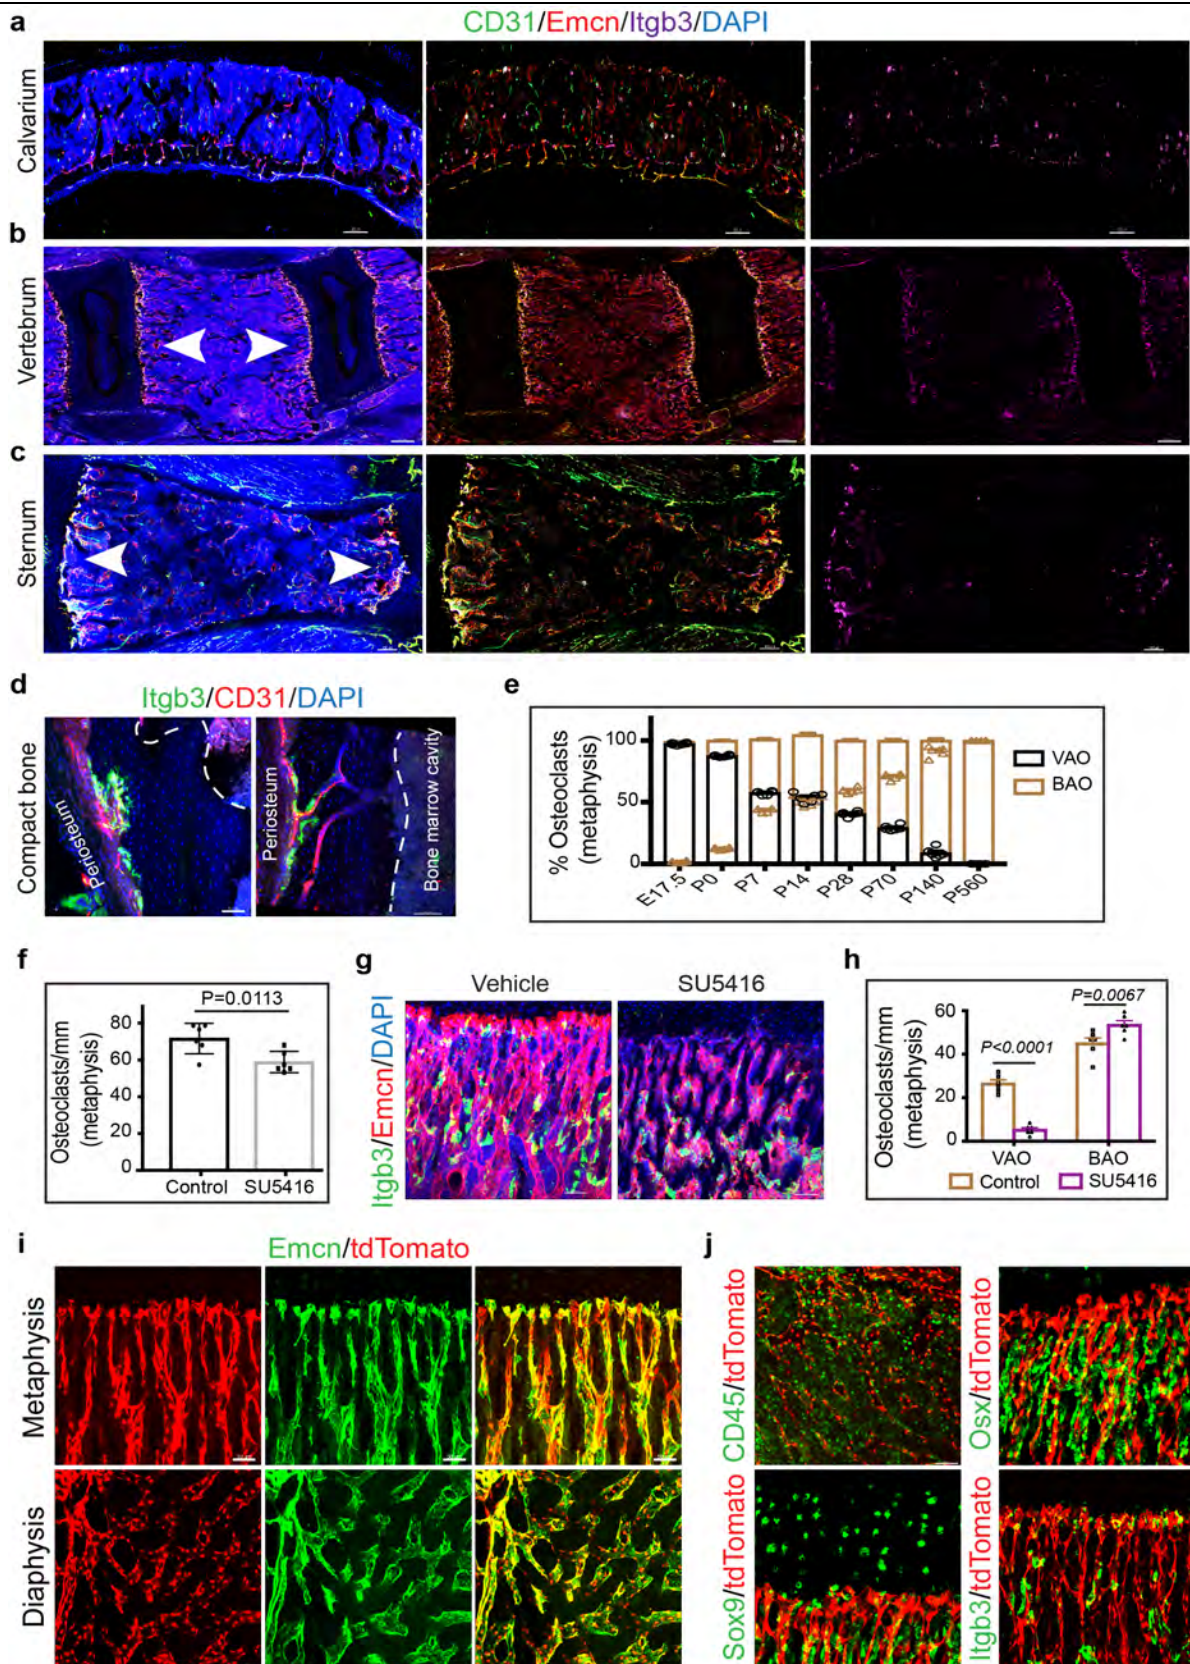 a
CD31/Emcn/Itgb3/DAPI
Calvarium
b
Vertebrum
c
Sternum
d
Itgb3/CD31/DAPI
Compact bone
Periosteum
Periosteum
Bone marrow cavity
e
% Osteoclasts
(metaphysis)
100
50
0
E17.5
P0
P7
P14
P28
P70
P140
P560
VAO
BAO
f
Osteoclasts/mm
(metaphysis)
P=0.0113
80
60
40
20
0
Control
SU5416
g
Vehicle
SU5416
Itgb3/Emcn/DAPI
h
Osteoclasts/mm
(metaphysis)
P=0.0067
P<0.0001
60
40
20
0
VAO
BAO
Control
SU5416
i
Emcn/tdTomato
Metaphysis
Diaphysis
j
CD45/tdTomato
Osx/tdTomato
Sox9/tdTomato
Itgb3/tdTomato